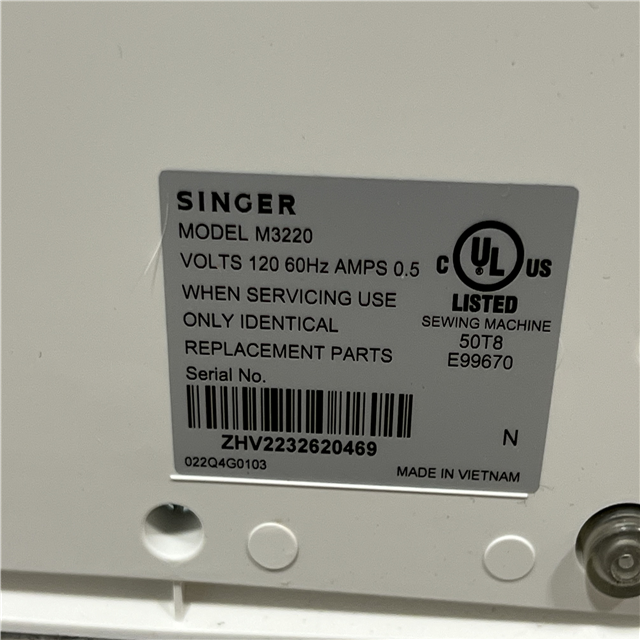 SINGER
MODEL M3220
VOLTS 120 60Hz AMPS 0.5
WHEN SERVICING USE
ONLY IDENTICAL
REPLACEMENT PARTS
Serial No.
ZHV2232620469
022Q4G0103
C UL US
LISTED
SEWING MACHINE
50T8
E99670
N
MADE IN VIETNAM